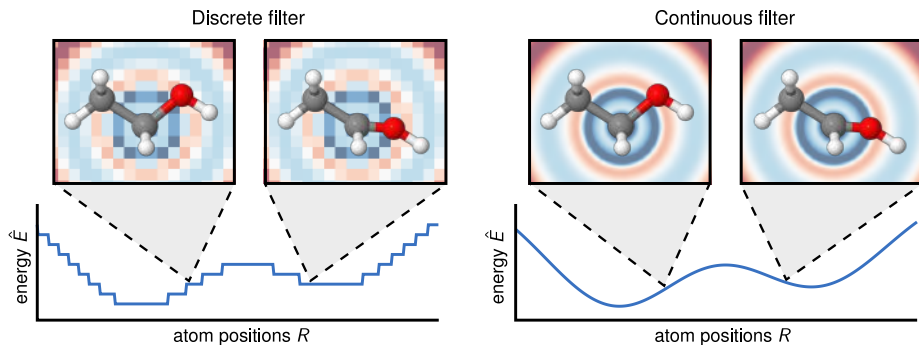 Discrete filter
Continuous filter
energy Ê
energy Ê
atom positions R
atom positions R